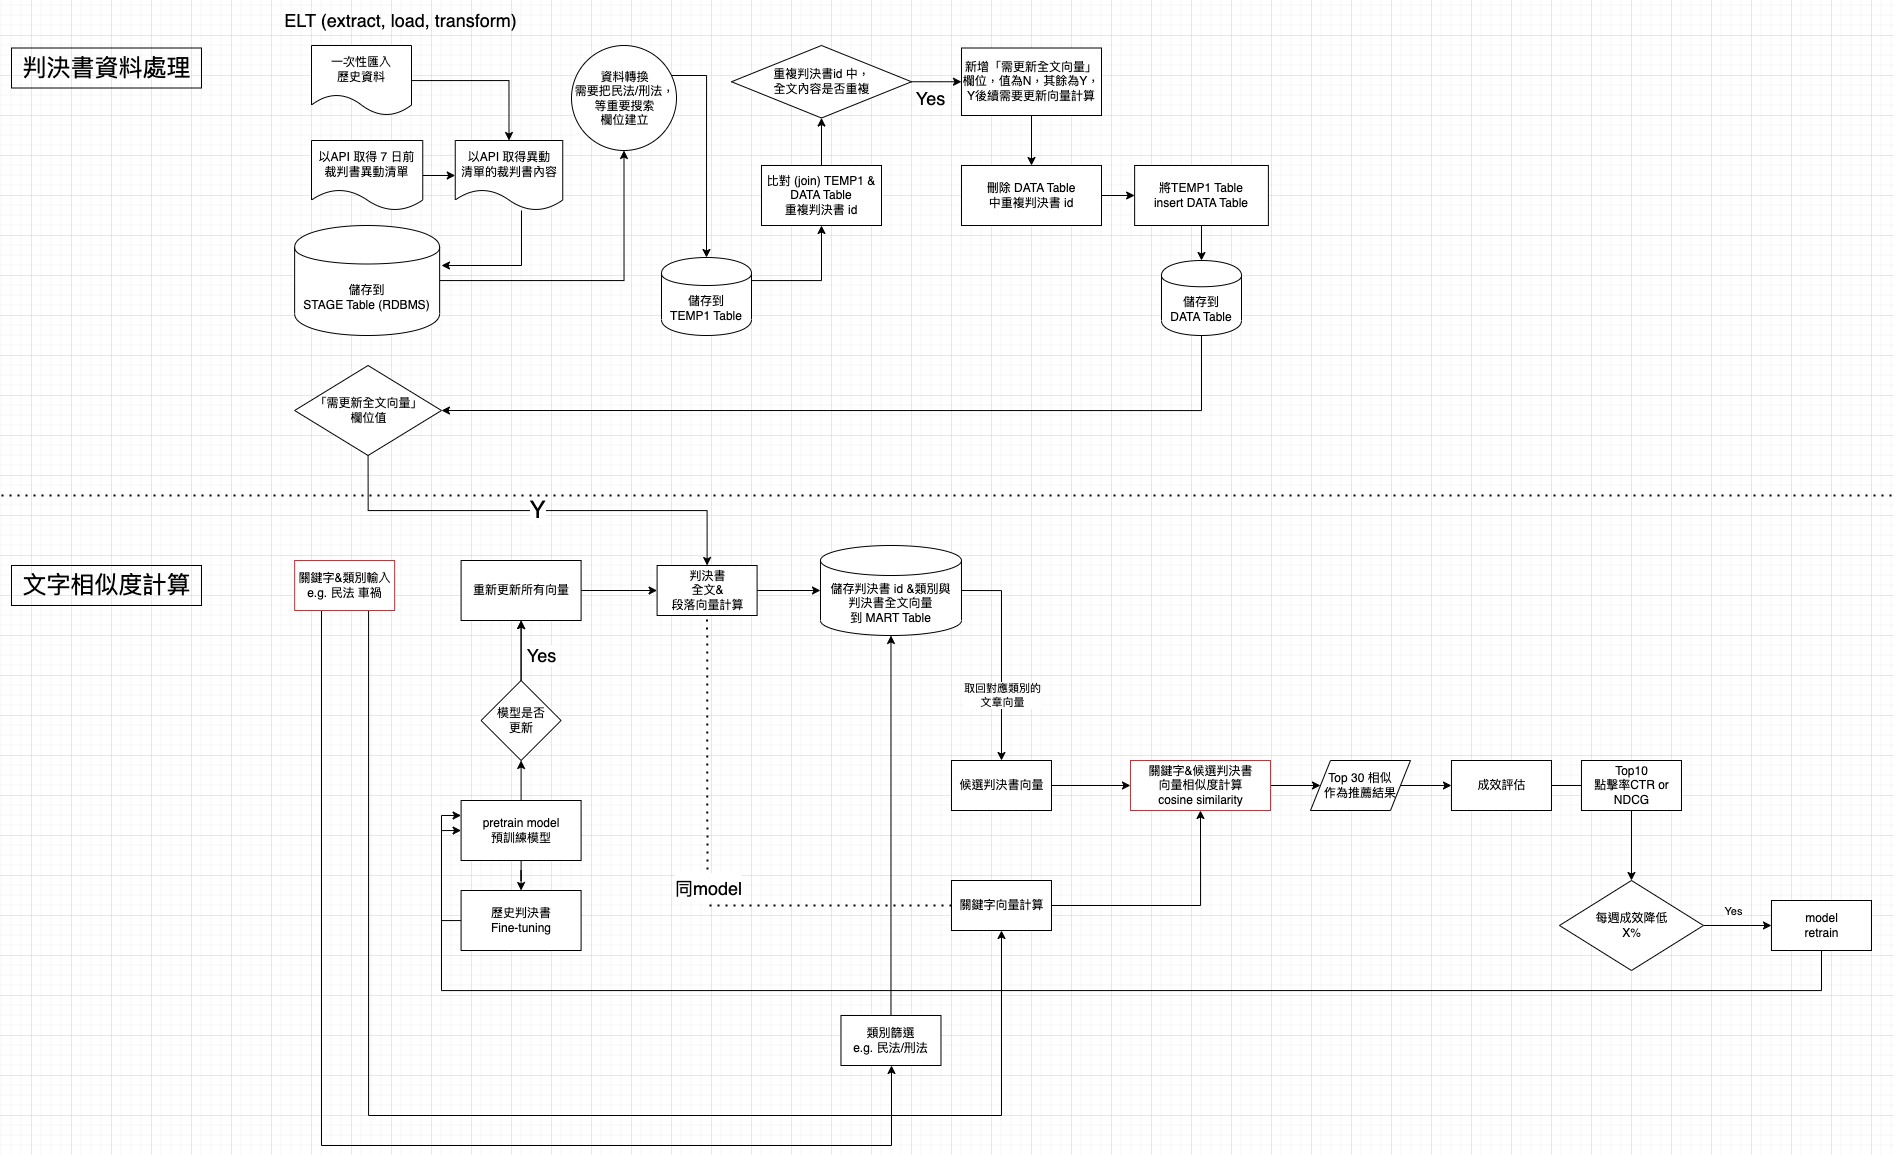 ELT (extract, load, transform)
判決書資料處理
一次性匯入
歷史資料
以API 取得 7 日前
裁判書異動清單
以API 取得異動
清單的裁判書內容
儲存到
STAGE Table (RDBMS)
資料轉換
需要把民法/刑法，
等重要搜索
欄位建立
儲存到
TEMP1 Table
比對 (join) TEMP1 &
DATA Table
重複判決書 id
重複判決書id 中，
全文內容是否重複
Yes
新增「需更新全文向量」
欄位，值為N，其餘為Y，
Y後續需要更新向量計算
刪除 DATA Table
中重複判決書 id
將TEMP1 Table
insert DATA Table
儲存到
DATA Table
「需更新全文向量」
欄位值
Y
文字相似度計算
關鍵字&類別輸入
e.g. 民法 車禍
重新更新所有向量
判決書
全文&
段落向量計算
儲存判決書 id &類別與
判決書全文向量
到 MART Table
Yes
模型是否
更新
取回對應類別的
文章向量
pretrain model
預訓練模型
歷史判決書
Fine-tuning
候選判決書向量
關鍵字&候選判決書
向量相似度計算
cosine similarity
Top 30 相似
作為推薦結果
成效評估
Top10
點擊率CTR or
NDCG
同model
關鍵字向量計算
每週成效降低
X%
Yes
model
retrain
類別篩選
e.g. 民法/刑法